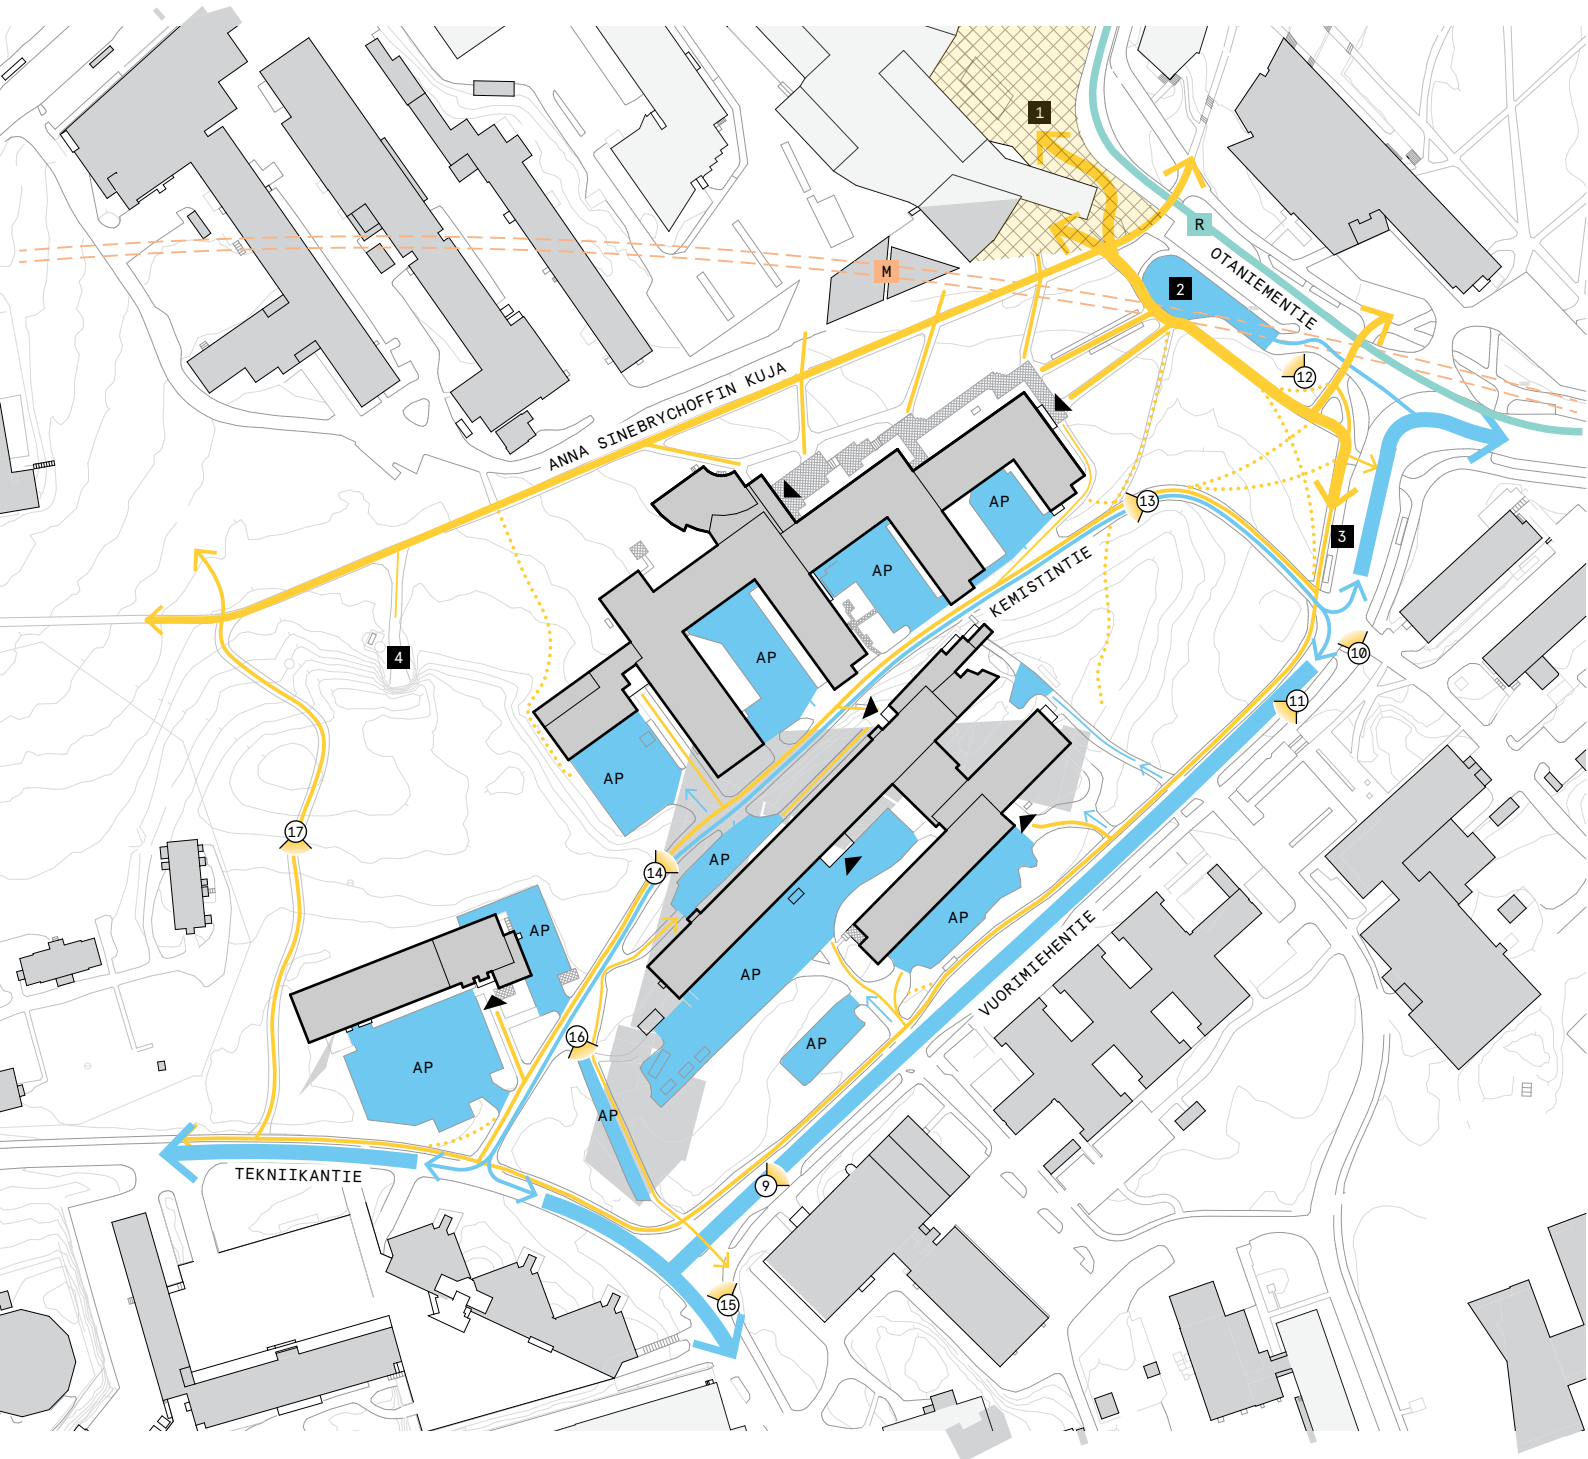 1
R
OTANIEMENTIE
M
2
12
ANNA SINEBRYCHOFFIN KUJA
AP
13
3
AP
KEMISTINTIE
4
AP
10
11
AP
17
AP
14
AP
AP
AP
VUORIMIEHENTIE
16
AP
AP
AP
TEKNIIKANTIE
9
15